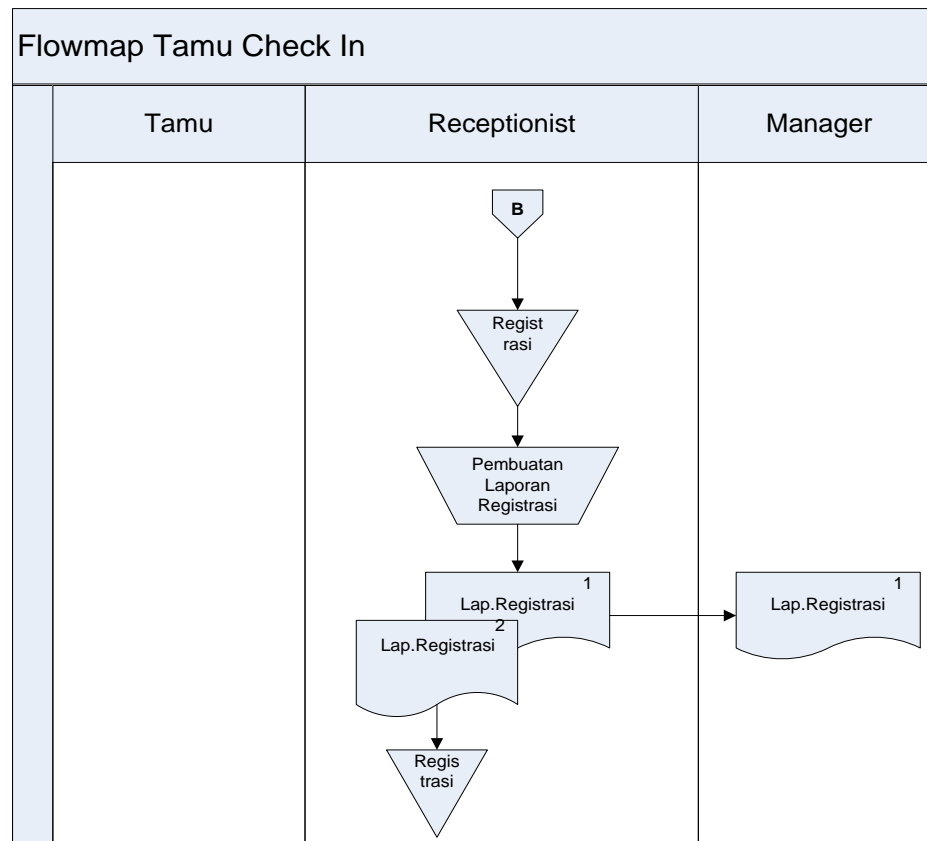 Flowmap Tamu Check In
Tamu
Receptionist
Manager
B
Regist
rasi
Pembuatan
Laporan
Registrasi
1
Lap.Registrasi
2
Lap.Registrasi
1
Lap.Registrasi
Regis
trasi